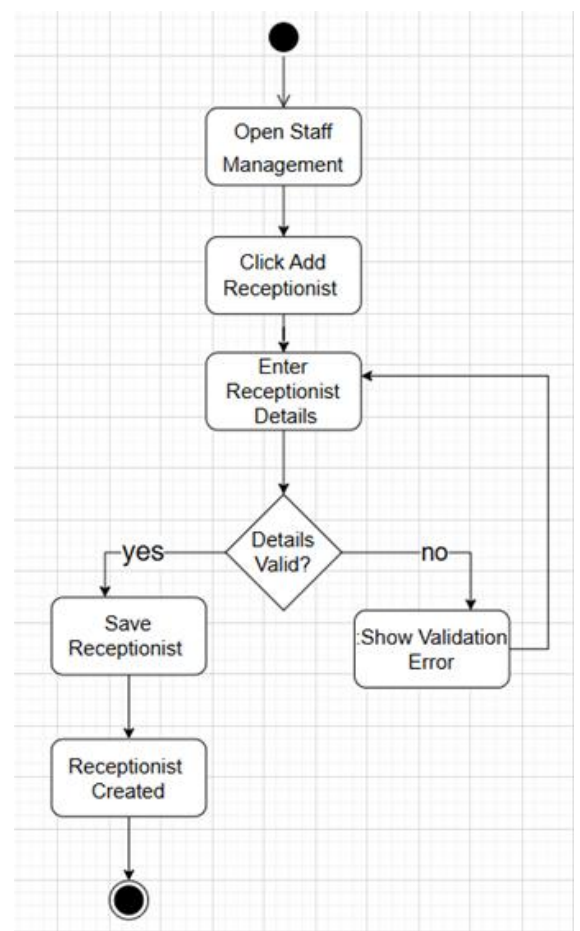 Open Staff
Management
Click Add
Receptionist
Enter
Receptionist
Details
Details
Valid?
yes
no
Save
Receptionist
:Show Validation
Error
Receptionist
Created